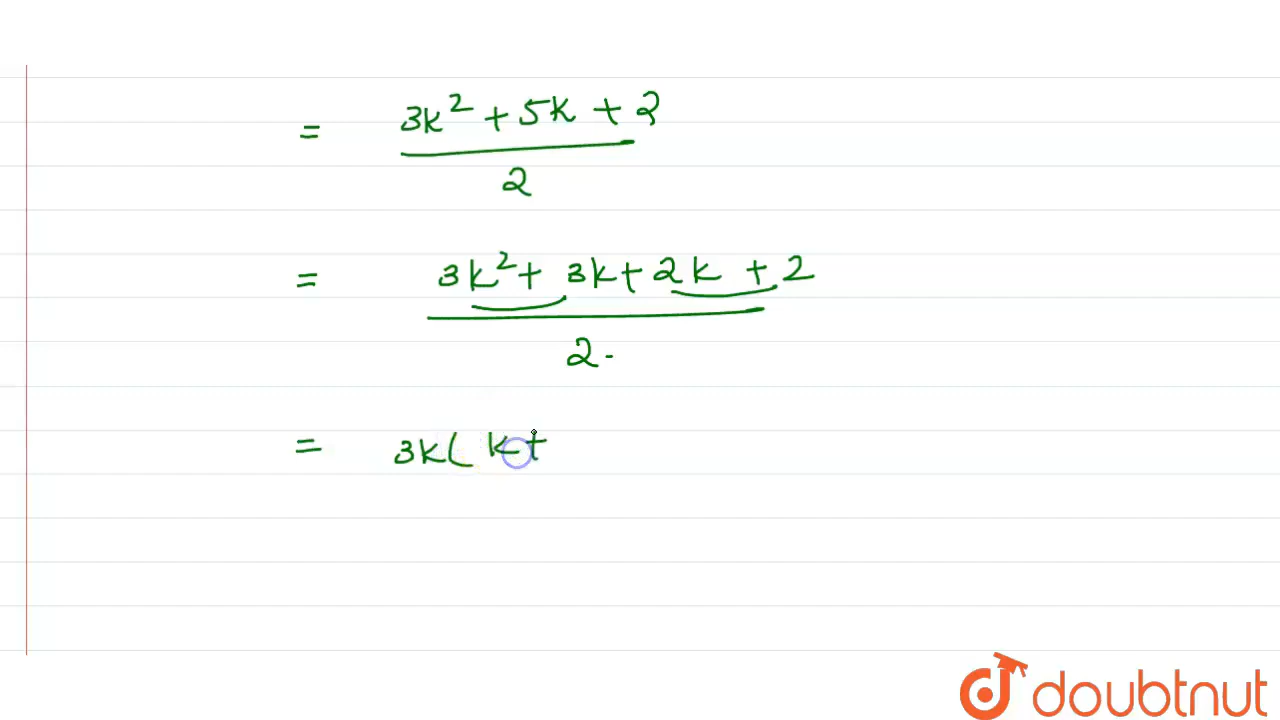 = 3k² + 5k + 2
2
= 3k² + 3k + 2k + 2
2.
= 3k( k+
doubtnut